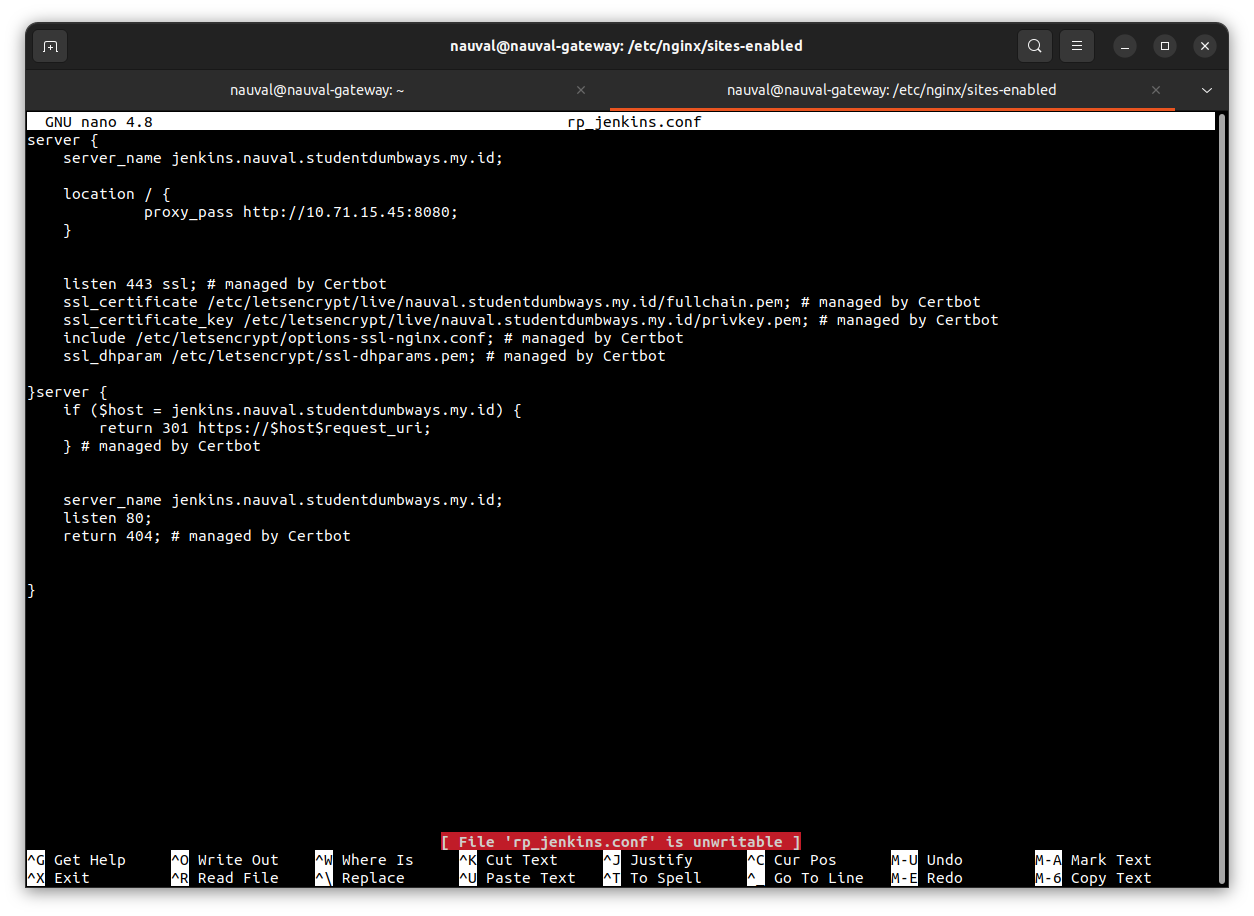 nauval@nauval-gateway: /etc/nginx/sites-enabled
nauval@nauval-gateway: ~
nauval@nauval-gateway: /etc/nginx/sites-enabled
GNU nano 4.8 rp_jenkins.conf
server {
    server_name jenkins.nauval.studentdumbways.my.id;

    location / {
             proxy_pass http://10.71.15.45:8080;
    }


    listen 443 ssl; # managed by Certbot
    ssl_certificate /etc/letsencrypt/live/nauval.studentdumbways.my.id/fullchain.pem; # managed by Certbot
    ssl_certificate_key /etc/letsencrypt/live/nauval.studentdumbways.my.id/privkey.pem; # managed by Certbot
    include /etc/letsencrypt/options-ssl-nginx.conf; # managed by Certbot
    ssl_dhparam /etc/letsencrypt/ssl-dhparams.pem; # managed by Certbot

}server {
    if ($host = jenkins.nauval.studentdumbways.my.id) {
        return 301 https://$host$request_uri;
    } # managed by Certbot


    server_name jenkins.nauval.studentdumbways.my.id;
    listen 80;
    return 404; # managed by Certbot


}
[ File 'rp_jenkins.conf' is unwritable ]
^G Get Help ^O Write Out ^W Where Is ^K Cut Text ^J Justify ^C Cur Pos M-U Undo M-A Mark Text
^X Exit ^R Read File ^\ Replace ^U Paste Text ^T To Spell ^_ Go To Line M-E Redo M-6 Copy Text